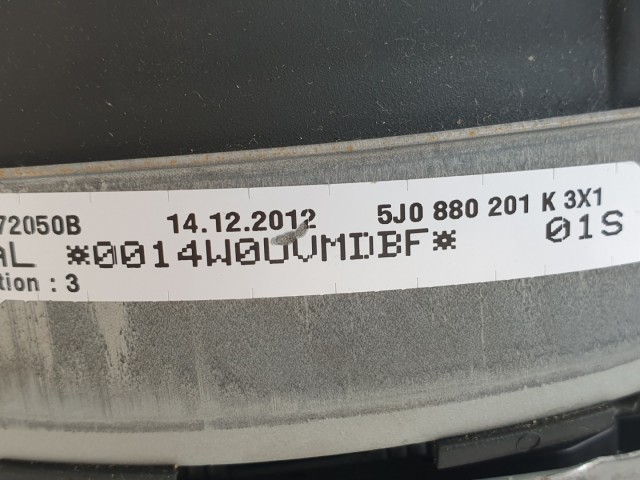 72050B 14.12.2012 5J0 880 201 K 3X1
AL *0014W0UVMDBF* 01S
tion : 3